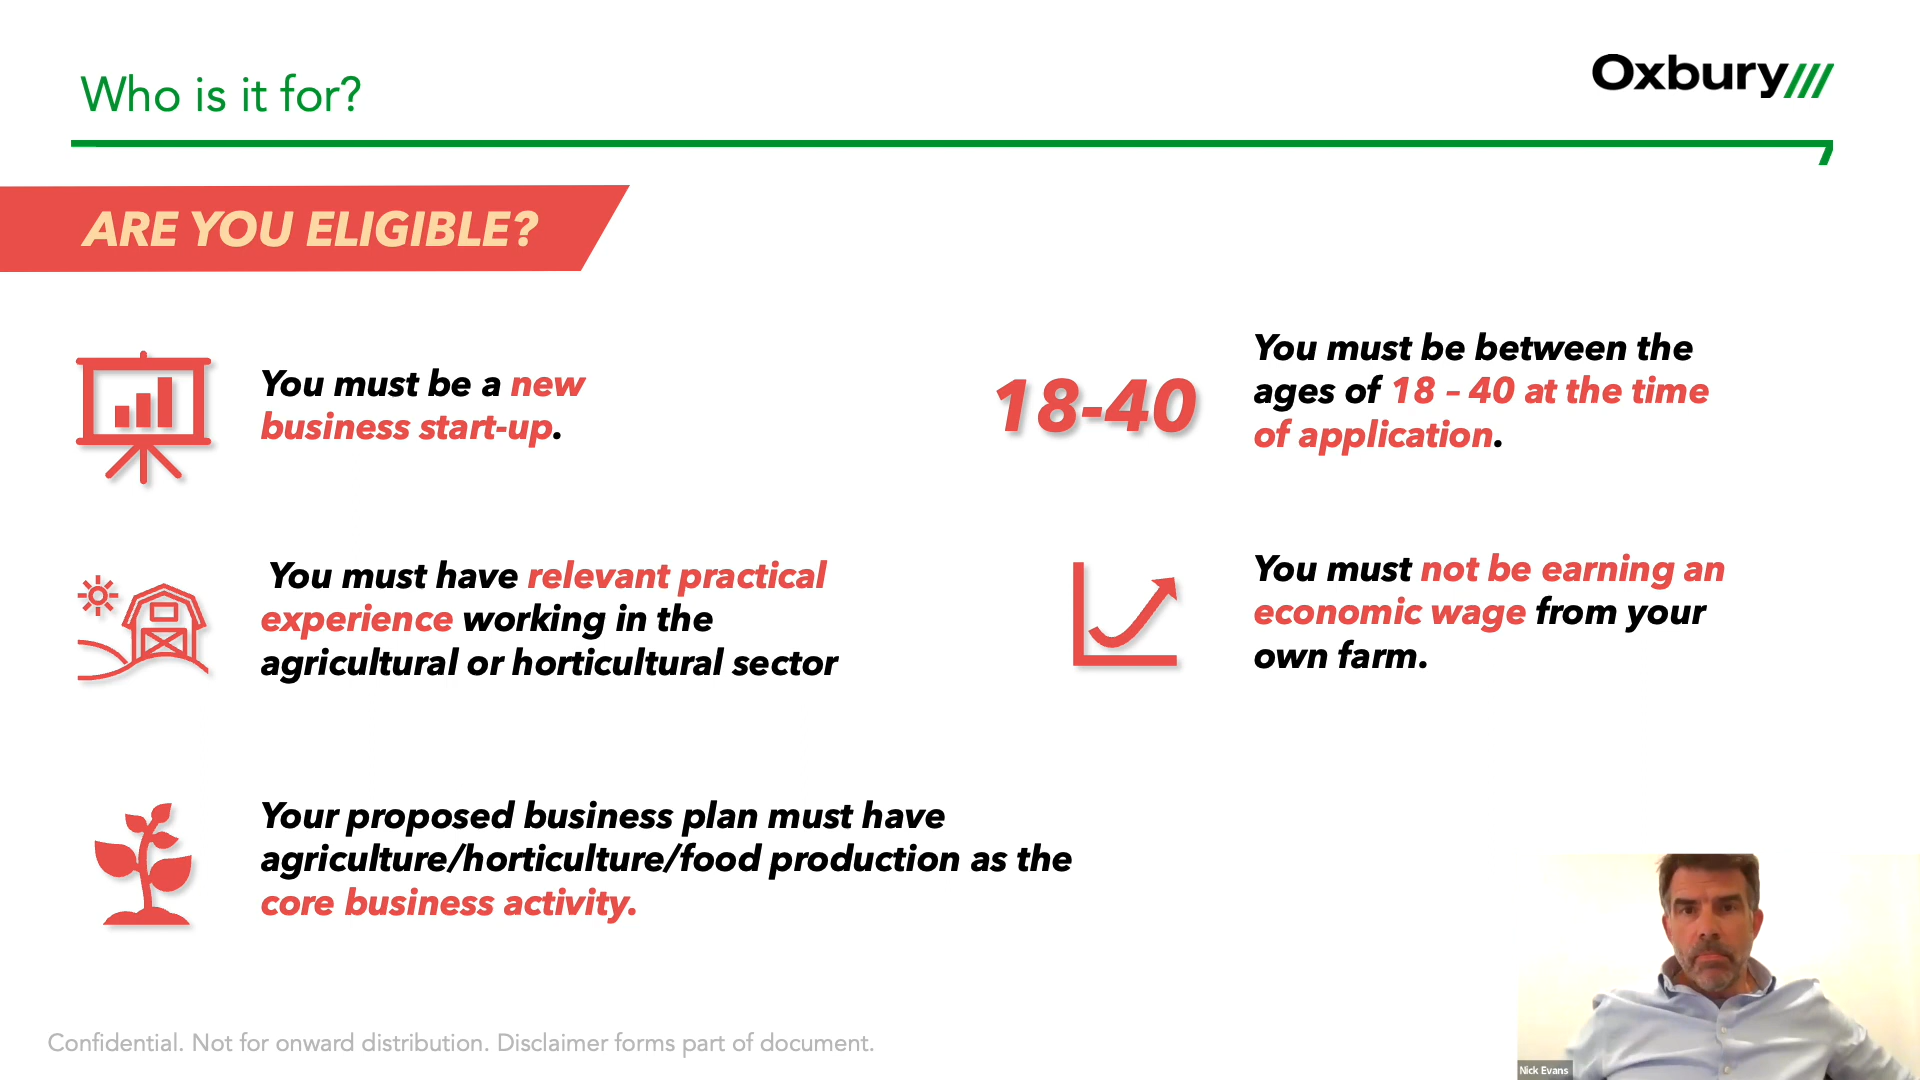 Who is it for?
Oxbury
ARE YOU ELIGIBLE?
You must be a new
business start-up.
18-40
You must be between the
ages of 18 – 40 at the time
of application.
You must have relevant practical
experience working in the
agricultural or horticultural sector
You must not be earning an
economic wage from your
own farm.
Your proposed business plan must have
agriculture/horticulture/food production as the
core business activity.
Confidential. Not for onward distribution. Disclaimer forms part of document.
Nick Evans